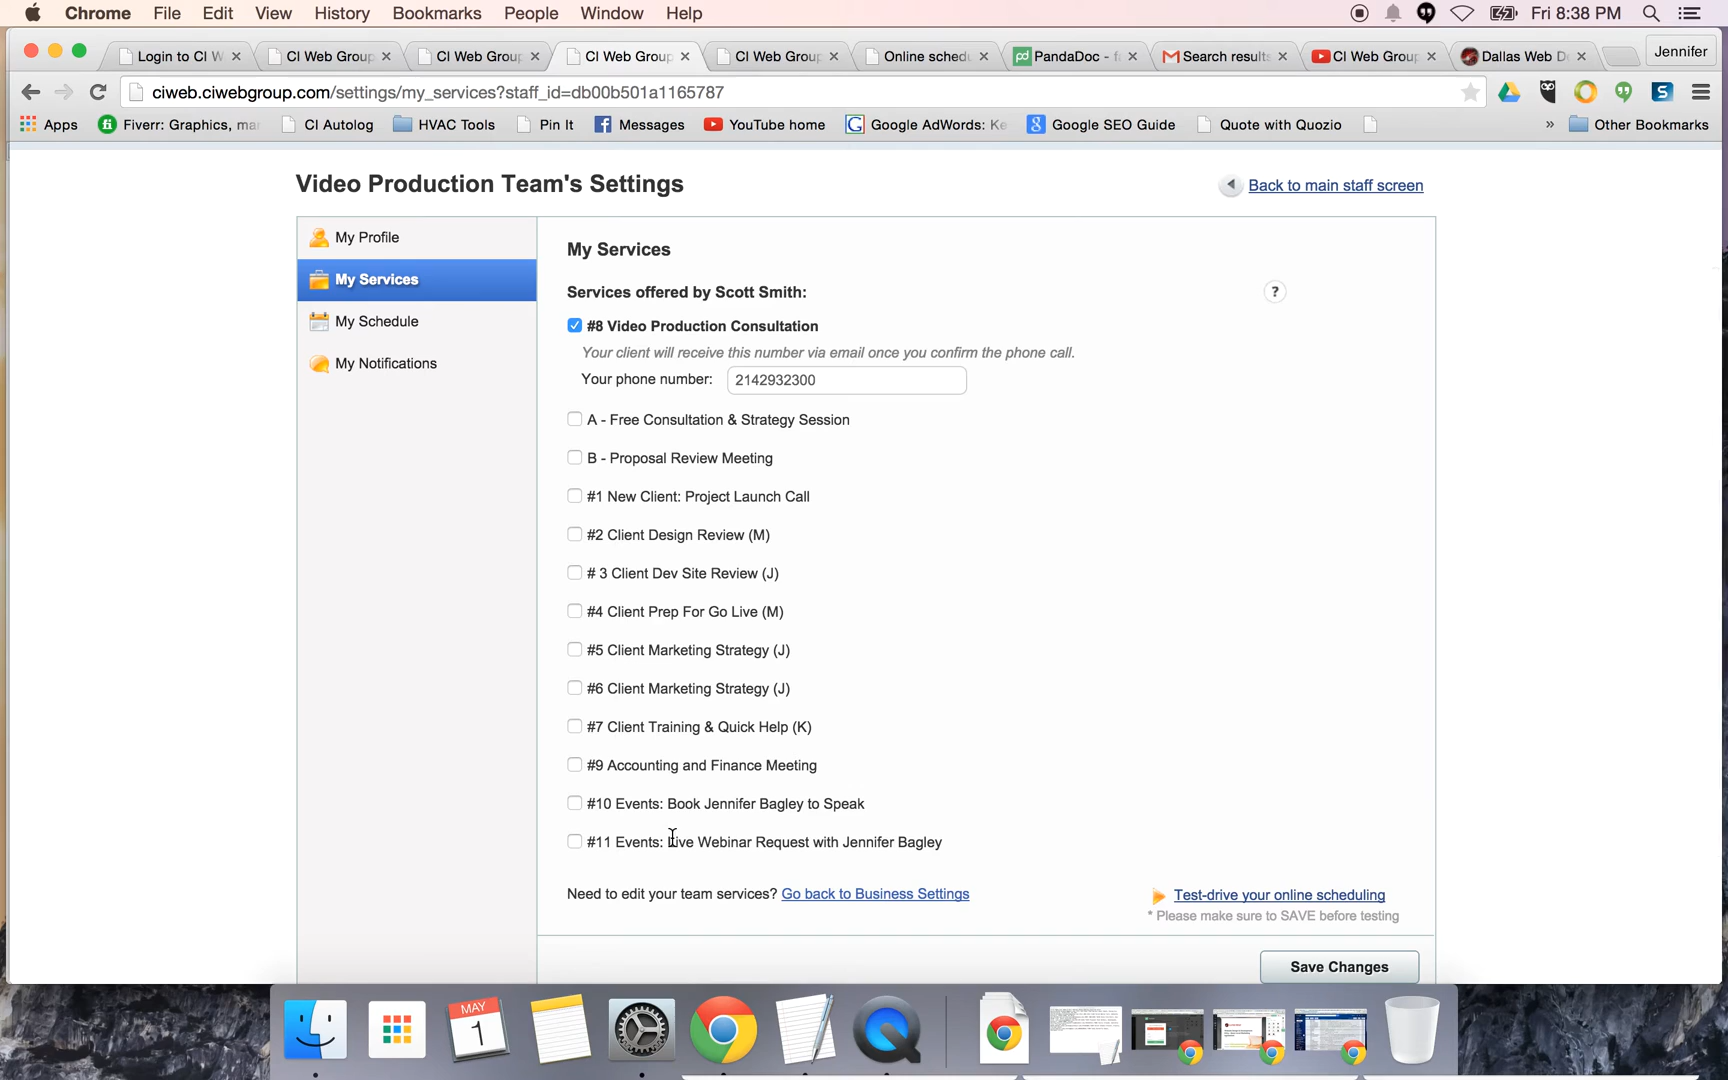 Chrome File Edit View History Bookmarks People Window Help Fri 8:38 PM
Login to CI W CI Web Group CI Web Group CI Web Group CI Web Group Online schedu PandaDoc - f Search results CI Web Group Dallas Web D Jennifer
ciweb.ciwebgroup.com/settings/my_services?staff_id=db00b501a1165787
Apps Fiverr: Graphics, mar CI Autolog HVAC Tools Pin It Messages YouTube home Google AdWords: Ke Google SEO Guide Quote with Quozio » Other Bookmarks
Video Production Team's Settings
Back to main staff screen
My Profile
My Services
My Schedule
My Notifications
My Services
Services offered by Scott Smith:
?
#8 Video Production Consultation
Your client will receive this number via email once you confirm the phone call.
Your phone number: 2142932300
A - Free Consultation & Strategy Session
B - Proposal Review Meeting
#1 New Client: Project Launch Call
#2 Client Design Review (M)
# 3 Client Dev Site Review (J)
#4 Client Prep For Go Live (M)
#5 Client Marketing Strategy (J)
#6 Client Marketing Strategy (J)
#7 Client Training & Quick Help (K)
#9 Accounting and Finance Meeting
#10 Events: Book Jennifer Bagley to Speak
#11 Events: Live Webinar Request with Jennifer Bagley
Need to edit your team services? Go back to Business Settings
Test-drive your online scheduling
* Please make sure to SAVE before testing
Save Changes
MAY
1